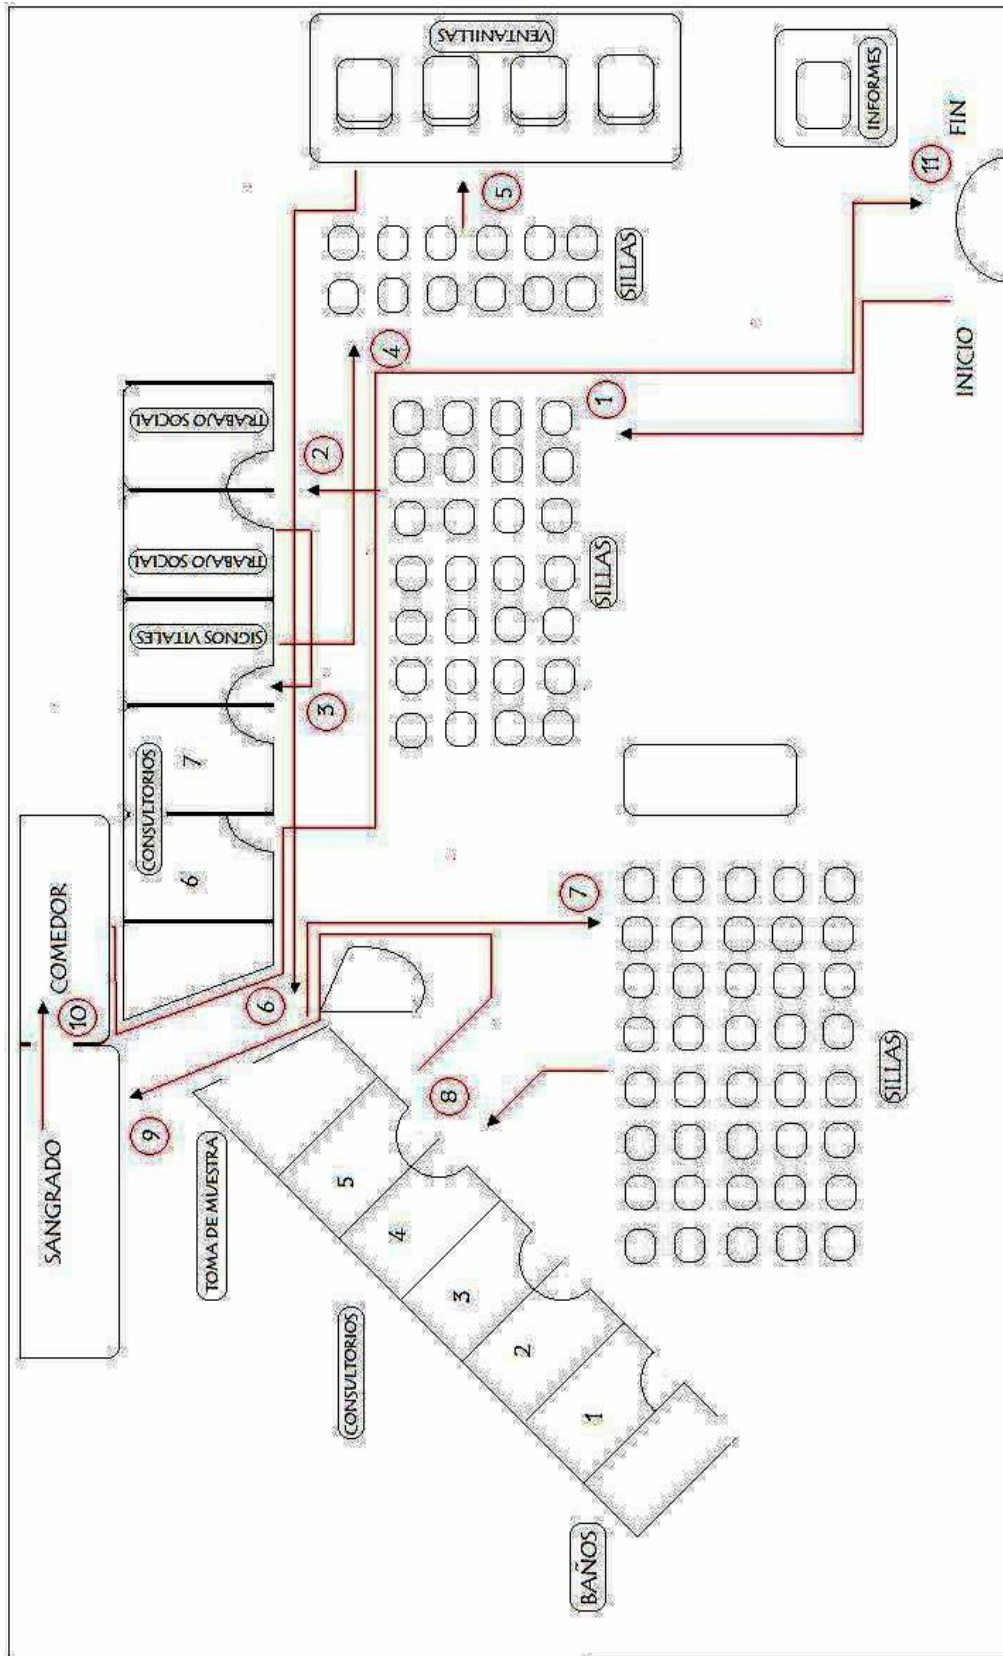 SANGRADO
10
COMEDOR
9
TOMA DE MUESTRA
CONSULTORIOS
6
7
SIGNOS VITALES
TRABAJO SOCIAL
TRABAJO SOCIAL
VENTANILLAS
6
3
2
4
5
CONSULTORIOS
5
4
3
2
1
8
7
SILLAS
1
SILLAS
BAÑOS
SILLAS
INFORMES
11
FIN
INICIO